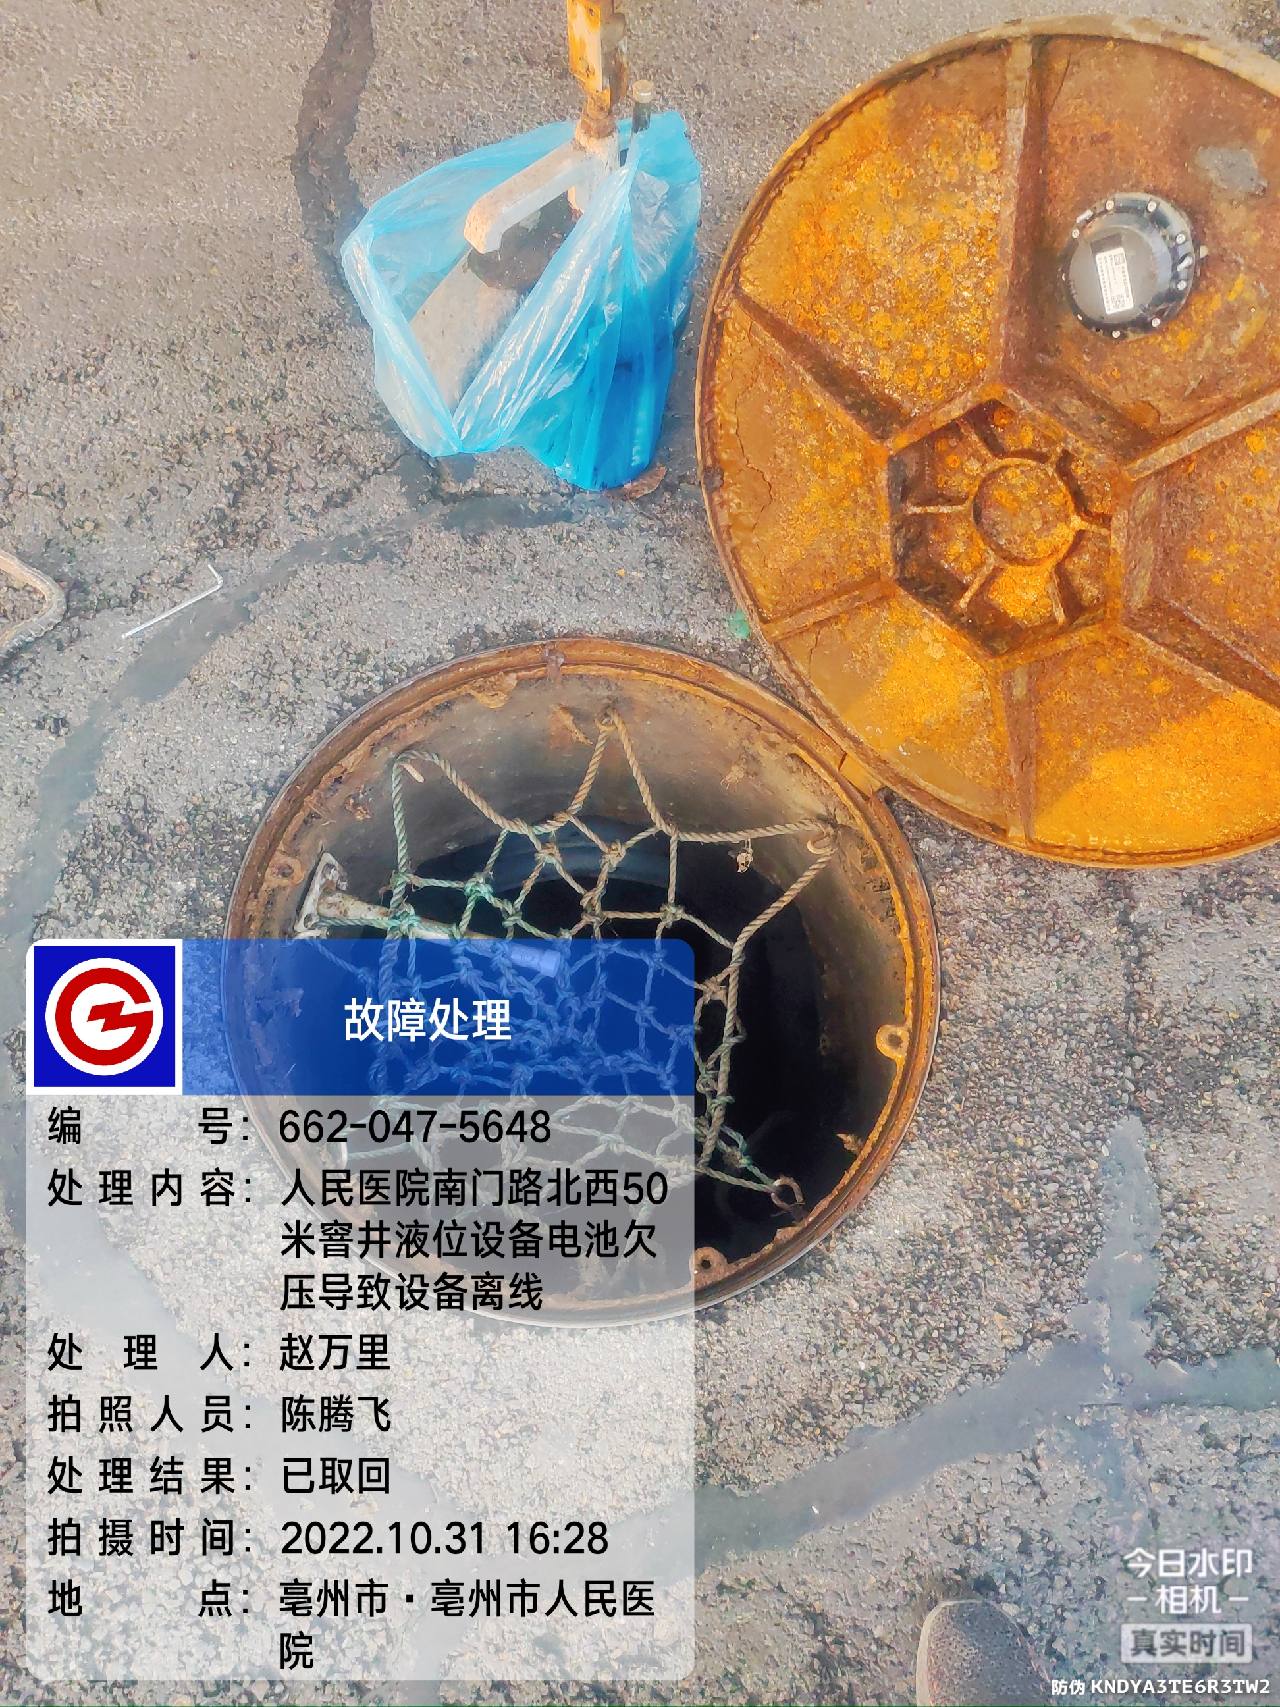 故障处理
编号：662-047-5648
处理内容：人民医院南门路北西50
米窨井液位设备电池欠
压导致设备离线
处理人：赵万里
拍照人员：陈腾飞
处理结果：已取回
拍摄时间：2022.10.31 16:28
地点：亳州市·亳州市人民医
院
今日水印
相机
真实时间
防伪 KNDYA3TE6R3TW2